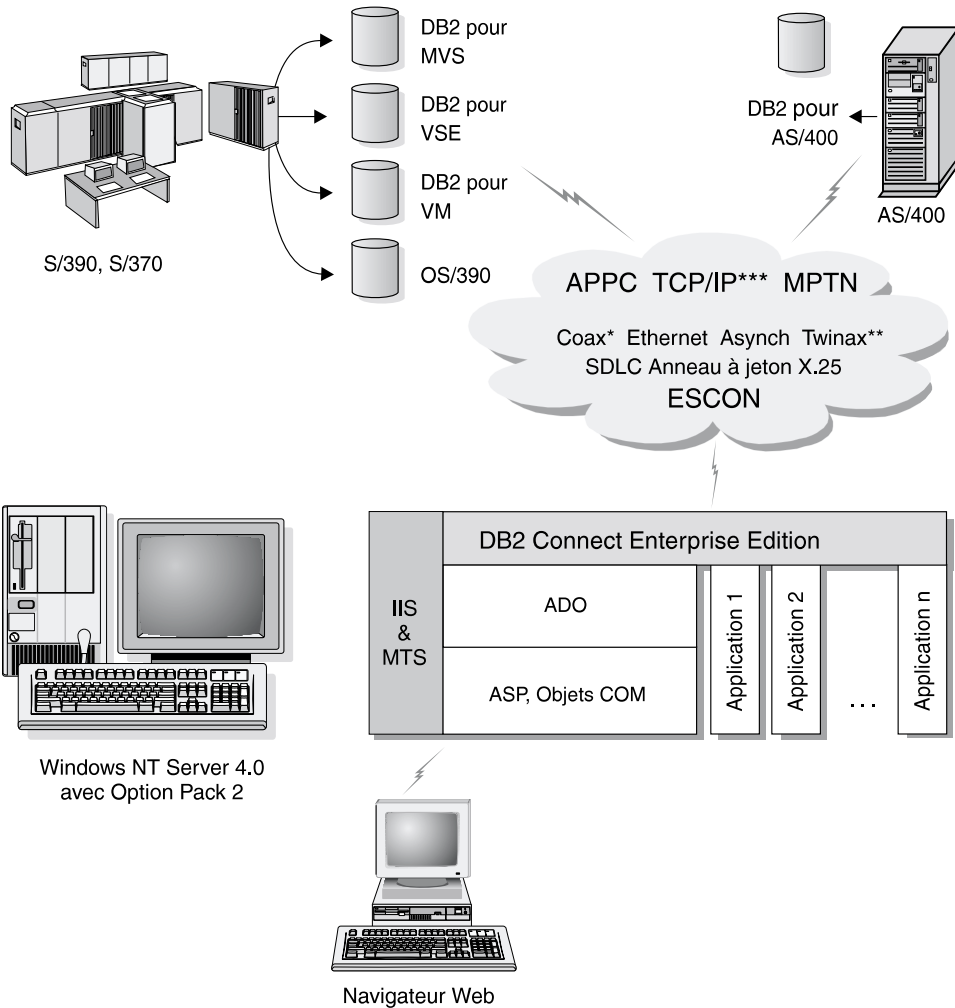 DB2 pour
MVS
DB2 pour
VSE
DB2 pour
VM
OS/390
S/390, S/370
DB2 pour
AS/400
AS/400
APPC TCP/IP*** MPTN
Coax* Ethernet Asynch Twinax**
SDLC Anneau à jeton X.25
ESCON
DB2 Connect Enterprise Edition
IIS
&
MTS
ADO
ASP, Objets COM
Application 1
Application 2
...
Application n
Windows NT Server 4.0
avec Option Pack 2
Navigateur Web